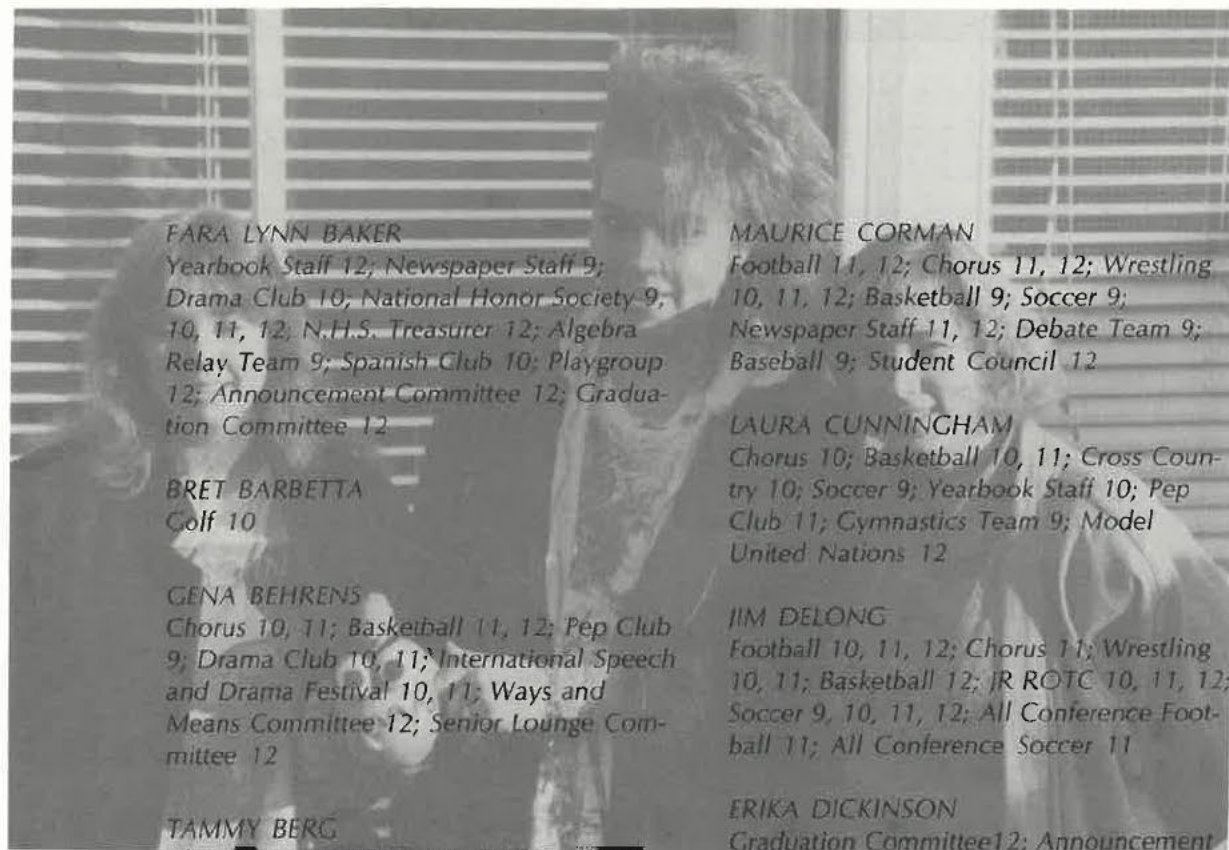 FARA LYNN BAKER
Yearbook Staff 12; Newspaper Staff 9;
Drama Club 10; National Honor Society 9,
10, 11, 12; N.H.S. Treasurer 12; Algebra
Relay Team 9; Spanish Club 10; Playgroup
12; Announcement Committee 12; Gradua-
tion Committee 12
BRET BARBETTA
Golf 10
GENA BEHRENS
Chorus 10, 11; Basketball 11, 12; Pep Club
9; Drama Club 10, 11; International Speech
and Drama Festival 10, 11; Ways and
Means Committee 12; Senior Lounge Com-
mittee 12
TAMMY BERG
MAURICE CORMAN
Football 11, 12; Chorus 11, 12; Wrestling
10, 11, 12; Basketball 9; Soccer 9;
Newspaper Staff 11, 12; Debate Team 9;
Baseball 9; Student Council 12
LAURA CUNNINGHAM
Chorus 10; Basketball 10, 11; Cross Coun-
try 10; Soccer 9; Yearbook Staff 10; Pep
Club 11; Gymnastics Team 9; Model
United Nations 12
JIM DELONG
Football 10, 11, 12; Chorus 11; Wrestling
10, 11; Basketball 12; JR ROTC 10, 11, 12;
Soccer 9, 10, 11, 12; All Conference Foot-
ball 11; All Conference Soccer 11
ERIKA DICKINSON
Graduation Committee12; Announcement